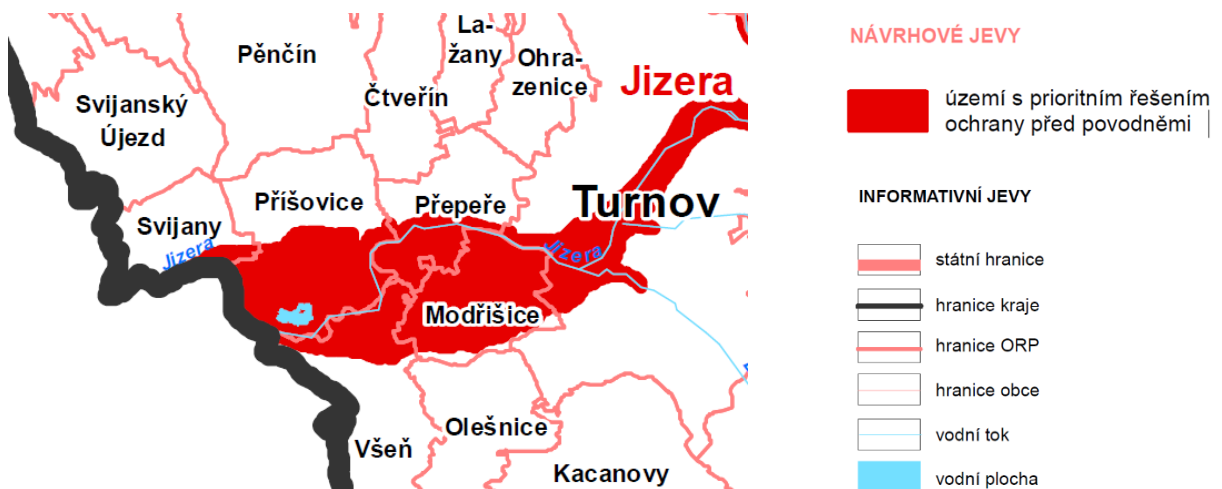 Pěnčín
La-
žany
Ohra-
zenice
Jizera
Svijanský
Újezd
Čtveřín
Příšovice
Přepeře
Turnov
Svijany
Jizera
Jizera
Modřišice
Olešnice
Všeň
Kacanovy
NÁVRHOVÉ JEVY
území s prioritním řešením
ochrany před povodněmi
INFORMATIVNÍ JEVY
státní hranice
hranice kraje
hranice ORP
hranice obce
vodní tok
vodní plocha